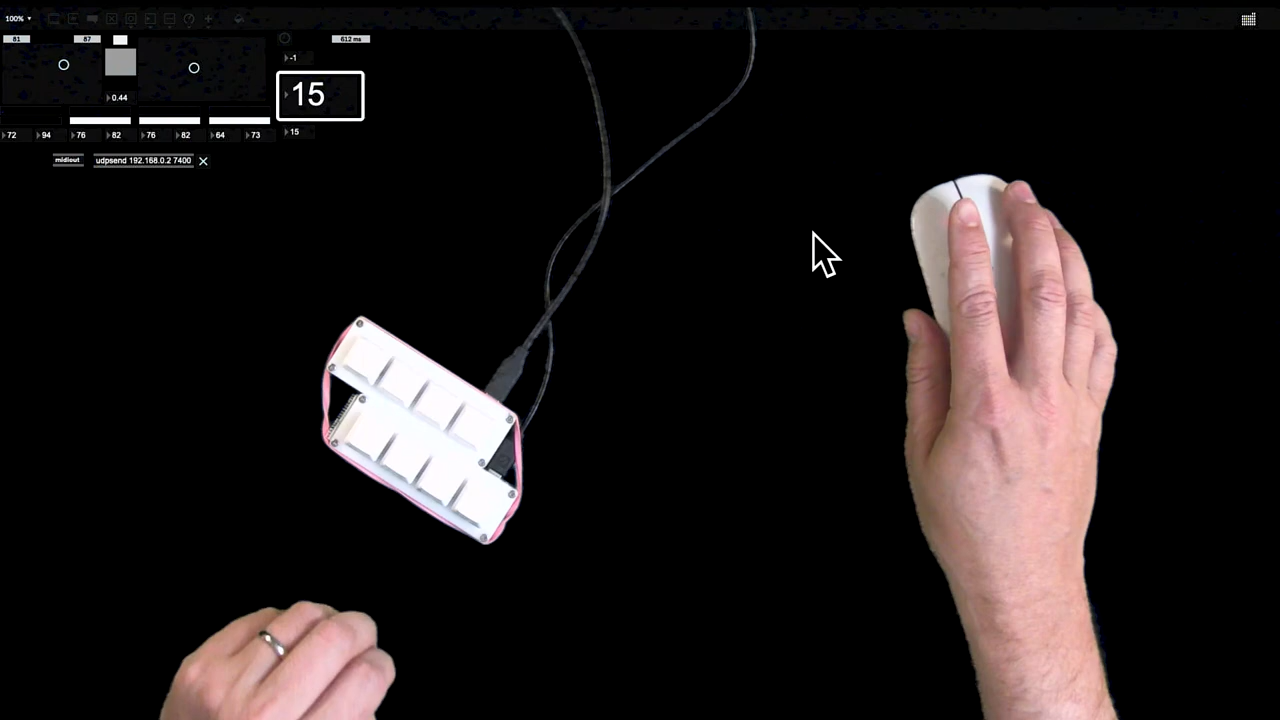 100%
81 87 612 ms
-1
15
0.44
15
72 94 76 82 76 82 64 73
midiout udpsend 192.168.0.2 7400